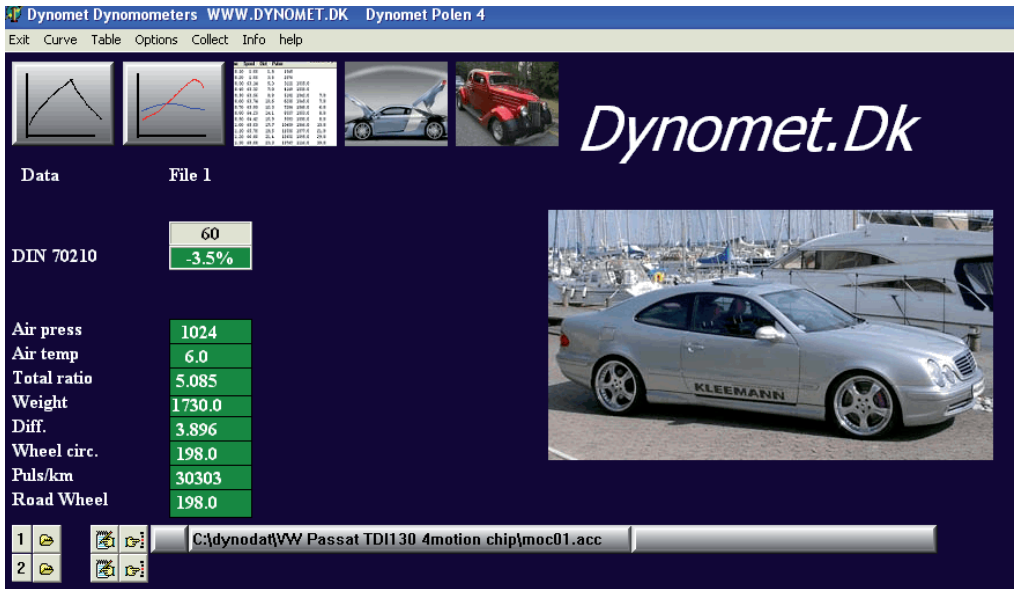 Dynomet Dynomometers WWW.DYNOMET.DK Dynomet Polen 4
Exit Curve Table Options Collect Info help
Dynomet.Dk
Data File 1
60
DIN 70210 -3.5%
KLEEMANN
Air press 1024
Air temp 6.0
Total ratio 5.085
Weight 1730.0
Diff. 3.896
Wheel circ. 198.0
Puls/km 30303
Road Wheel 198.0
1 C:\dynodat\VW Passat TDI130 4motion chip\moc01.acc
2